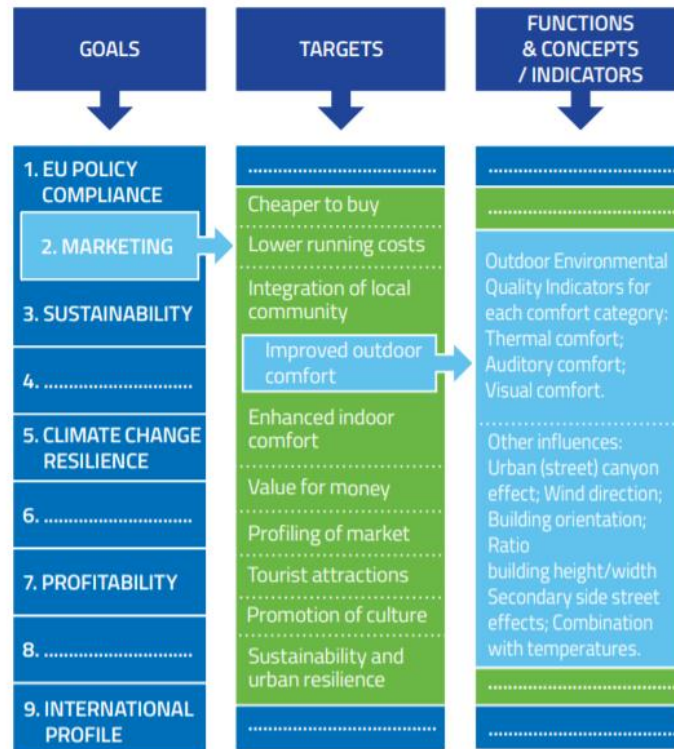 GOALS
TARGETS
FUNCTIONS
& CONCEPTS
/ INDICATORS
1. EU POLICY
COMPLIANCE
2. MARKETING
3. SUSTAINABILITY
4. ................................
5. CLIMATE CHANGE
RESILIENCE
6. ................................
7. PROFITABILITY
8. ................................
9. INTERNATIONAL
PROFILE
........................................
Cheaper to buy
Lower running costs
Integration of local
community
Improved outdoor
comfort
Enhanced indoor
comfort
Value for money
Profiling of market
Tourist attractions
Promotion of culture
Sustainability and
urban resilience
........................................
........................................
........................................
Outdoor Environmental
Quality Indicators for
each comfort category:
Thermal comfort;
Auditory comfort;
Visual comfort.
Other influences:
Urban (street) canyon
effect; Wind direction;
Building orientation;
Ratio
building height/width
Secondary side street
effects; Combination
with temperatures.
........................................
........................................